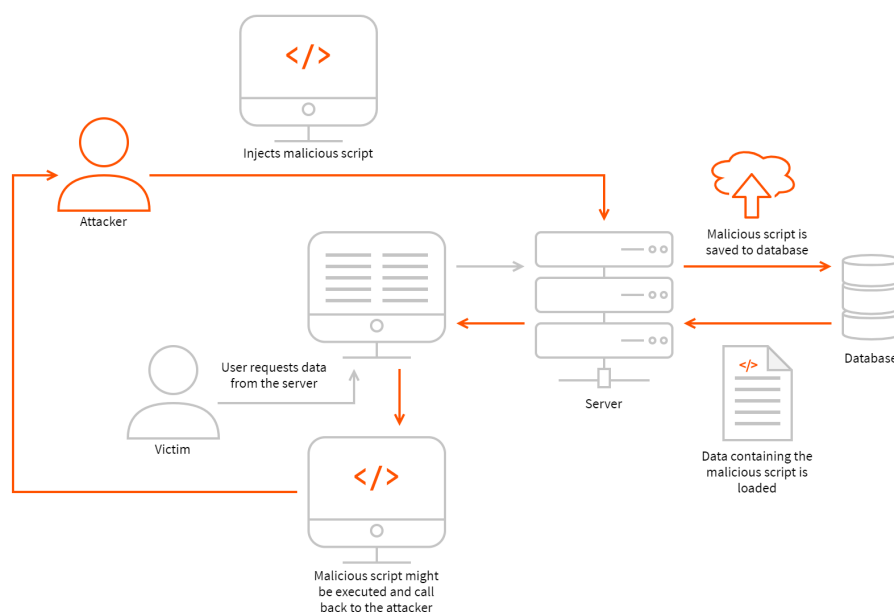 </>
Injects malicious script
Attacker
Malicious script is
saved to database
User requests data
from the server
Victim
Server
Database
</>
Data containing the
malicious script is
loaded
</>
Malicious script might
be executed and call
back to the attacker